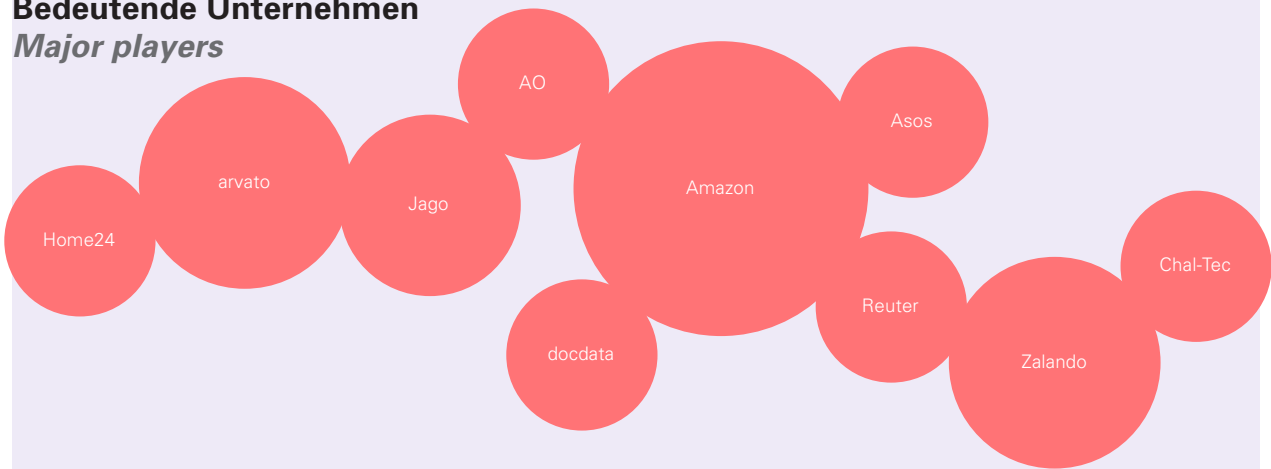 Bedeutende Unternehmen
Major players
AO
Asos
arvato
Amazon
Jago
Home24
Chal-Tec
Reuter
docdata
Zalando